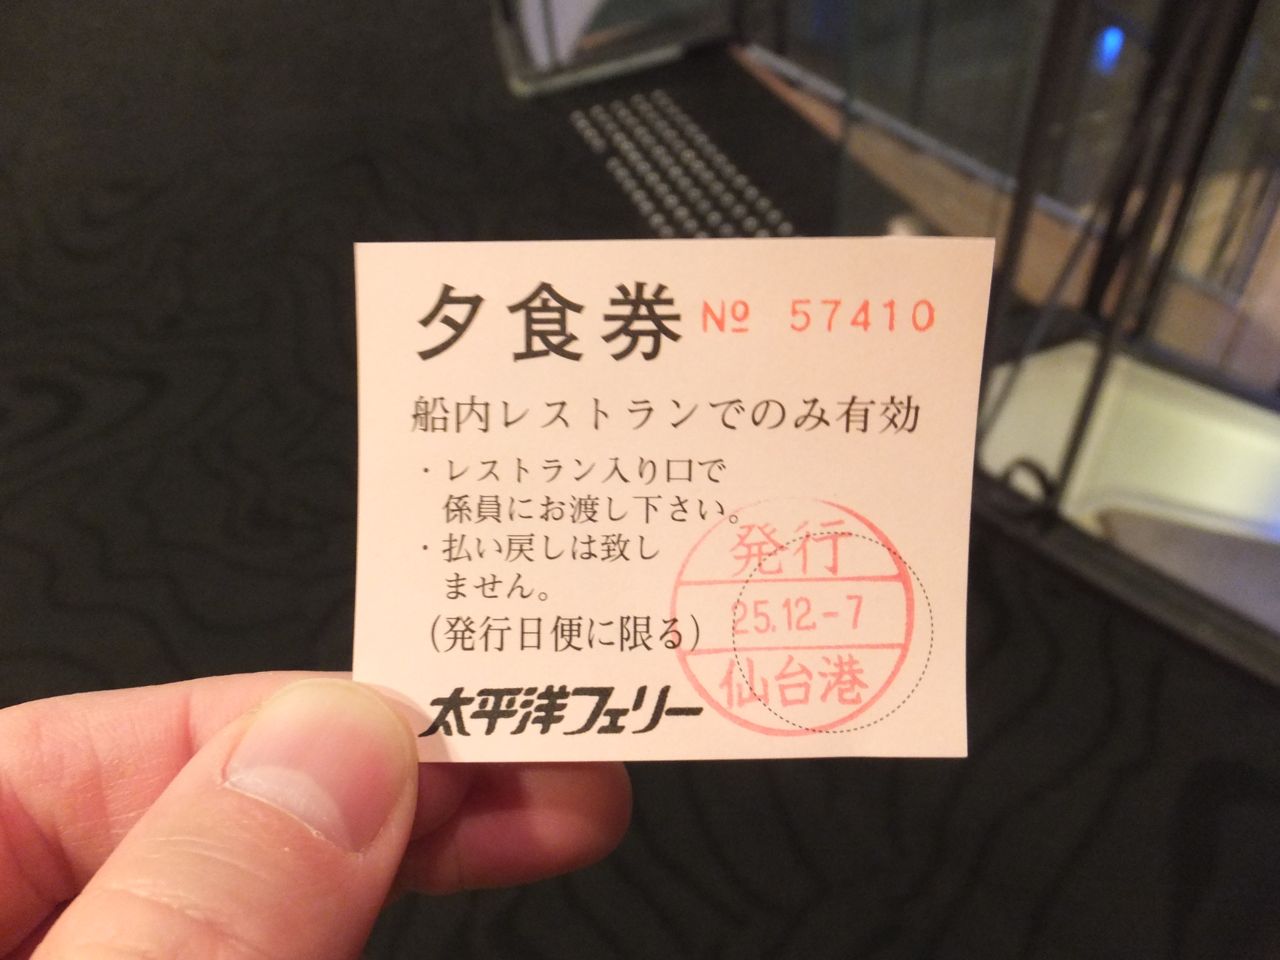 夕食券 № 57410
船内レストランでのみ有効
・レストラン入り口で
係員にお渡し下さい。
・払い戻しは致し
ません。
(発行日便に限る)
太平洋フェリー
発行
25.12.-7
仙台港